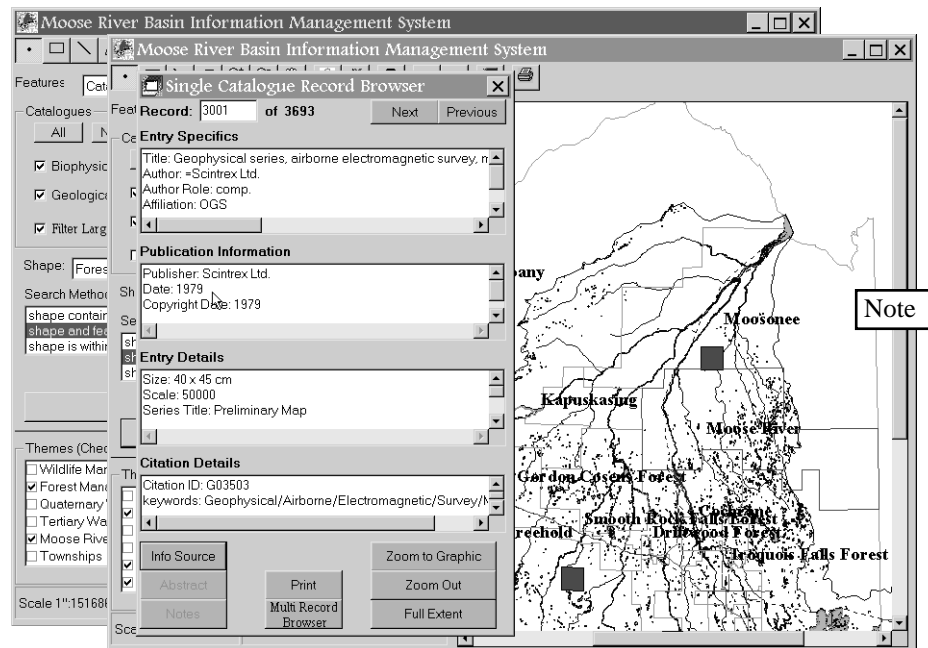 Moose River Basin Information Management System
Features
Catalogues
All
Filter Larg
Shape:
Scale 1":151686
Themes (Chec
Wildlife Mar
Forest Mana
Quaternary
Tertiary Wa
Moose Rive
Townships
Search Metho
shape contain
shape and fea
shape is within
Moose River Basin Information Management System
Single Catalogue Record Browser
Record: 3001 of 3693
Next
Previous
Entry Specifics
Title: Geophysical series, airborne electromagnetic survey,
Author: =Scintrex Ltd.
Author Role: comp.
Affiliation: OGS
Publication Information
Publisher: Scintrex Ltd.
Date: 1979
Copyright Date: 1979
Entry Details
Size: 40 x 45 cm
Scale: 50000
Series Title: Preliminary Map
Citation Details
Citation ID: G03503
keywords: Geophysical/Airborne/Electromagnetic/Survey/
Info Source
Abstract
Notes
Print
Multi Record
Browser
Zoom to Graphic
Zoom Out
Full Extent
any
Moosonee
Kapuskasing
Moose River
Gordon Cosens Forest
Cochrane
Smooth Rock Falls Forest
reehold
Driftwood Forest
Iroquois Falls Forest
Note